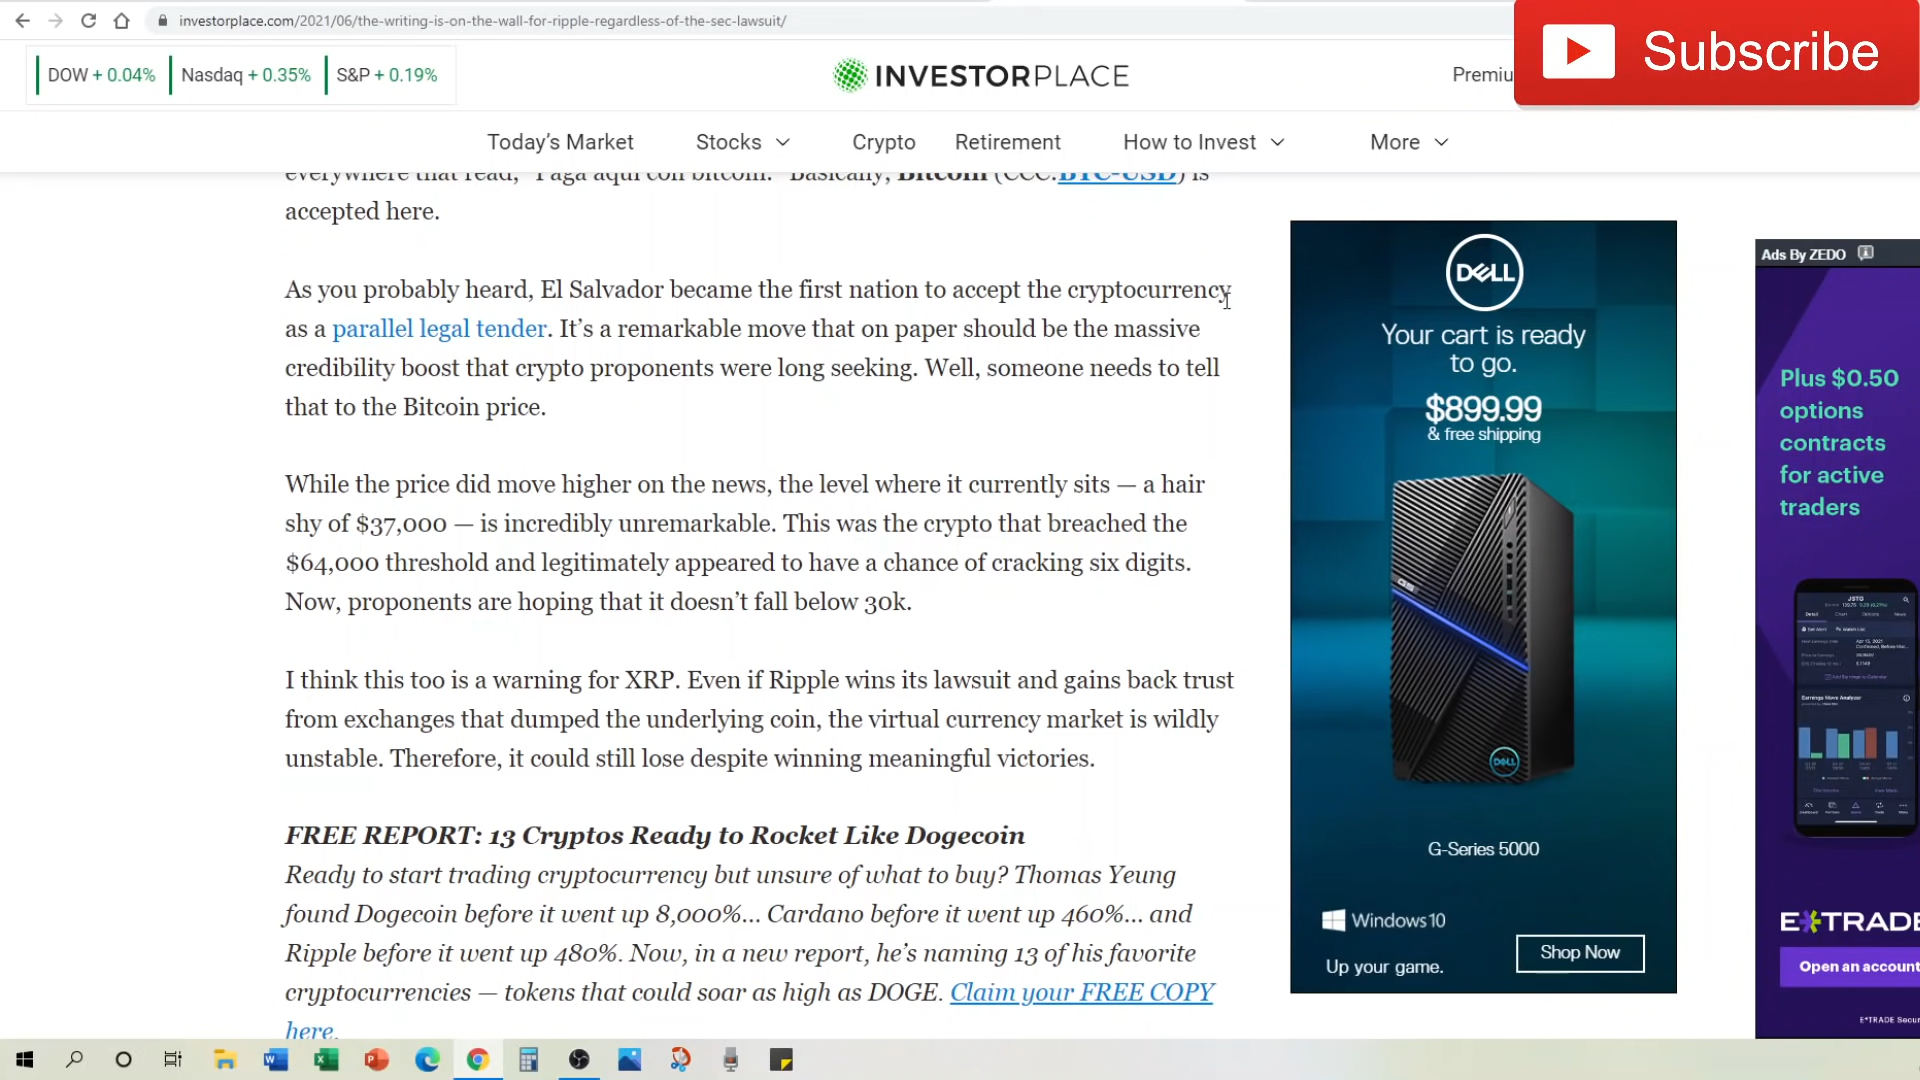 investorplace.com/2021/06/the-writing-is-on-the-wall-for-ripple-regardless-of-the-sec-lawsuit/
Subscribe
DOW + 0.04% Nasdaq + 0.35% S&P + 0.19%
INVESTORPLACE
Premiu
Today's Market Stocks Crypto Retirement How to Invest More
everywhere that read, "Paga aquí con bitcoin." Basically, Bitcoin (CCC:BTC-USD) is
accepted here.
As you probably heard, El Salvador became the first nation to accept the cryptocurrency
as a parallel legal tender. It's a remarkable move that on paper should be the massive
credibility boost that crypto proponents were long seeking. Well, someone needs to tell
that to the Bitcoin price.
While the price did move higher on the news, the level where it currently sits — a hair
shy of $37,000 — is incredibly unremarkable. This was the crypto that breached the
$64,000 threshold and legitimately appeared to have a chance of cracking six digits.
Now, proponents are hoping that it doesn't fall below 30k.
I think this too is a warning for XRP. Even if Ripple wins its lawsuit and gains back trust
from exchanges that dumped the underlying coin, the virtual currency market is wildly
unstable. Therefore, it could still lose despite winning meaningful victories.
FREE REPORT: 13 Cryptos Ready to Rocket Like Dogecoin
Ready to start trading cryptocurrency but unsure of what to buy? Thomas Yeung
found Dogecoin before it went up 8,000%... Cardano before it went up 460%... and
Ripple before it went up 480%. Now, in a new report, he's naming 13 of his favorite
cryptocurrencies — tokens that could soar as high as DOGE. Claim your FREE COPY
here.
DELL
Your cart is ready
to go.
$899.99
& free shipping
DELL
G-Series 5000
Windows 10
Up your game.
Shop Now
Ads By ZEDO
Plus $0.50
options
contracts
for active
traders
E*TRADE
Open an account
E*TRADE Secur